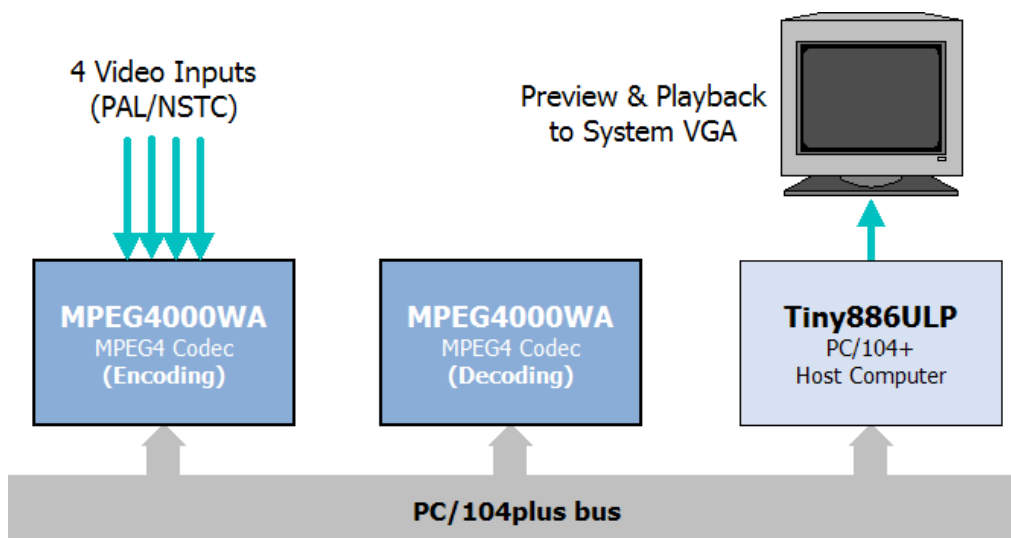 4 Video Inputs
(PAL/NSTC)
Preview & Playback
to System VGA
MPEG4000WA
MPEG4 Codec
(Encoding)
MPEG4000WA
MPEG4 Codec
(Decoding)
Tiny886ULP
PC/104+
Host Computer
PC/104plus bus